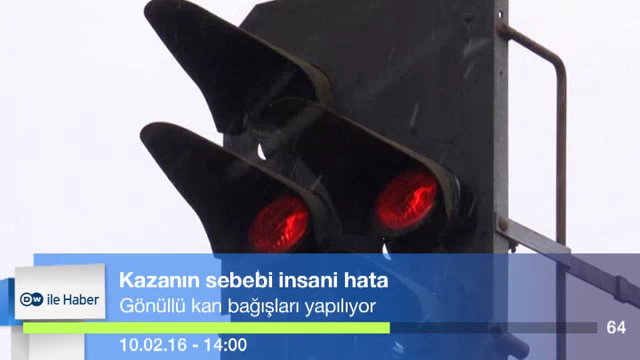 Kazanın sebebi insani hata
DW ile Haber
Gönüllü kan bağışları yapılıyor
64
10.02.16 - 14:00